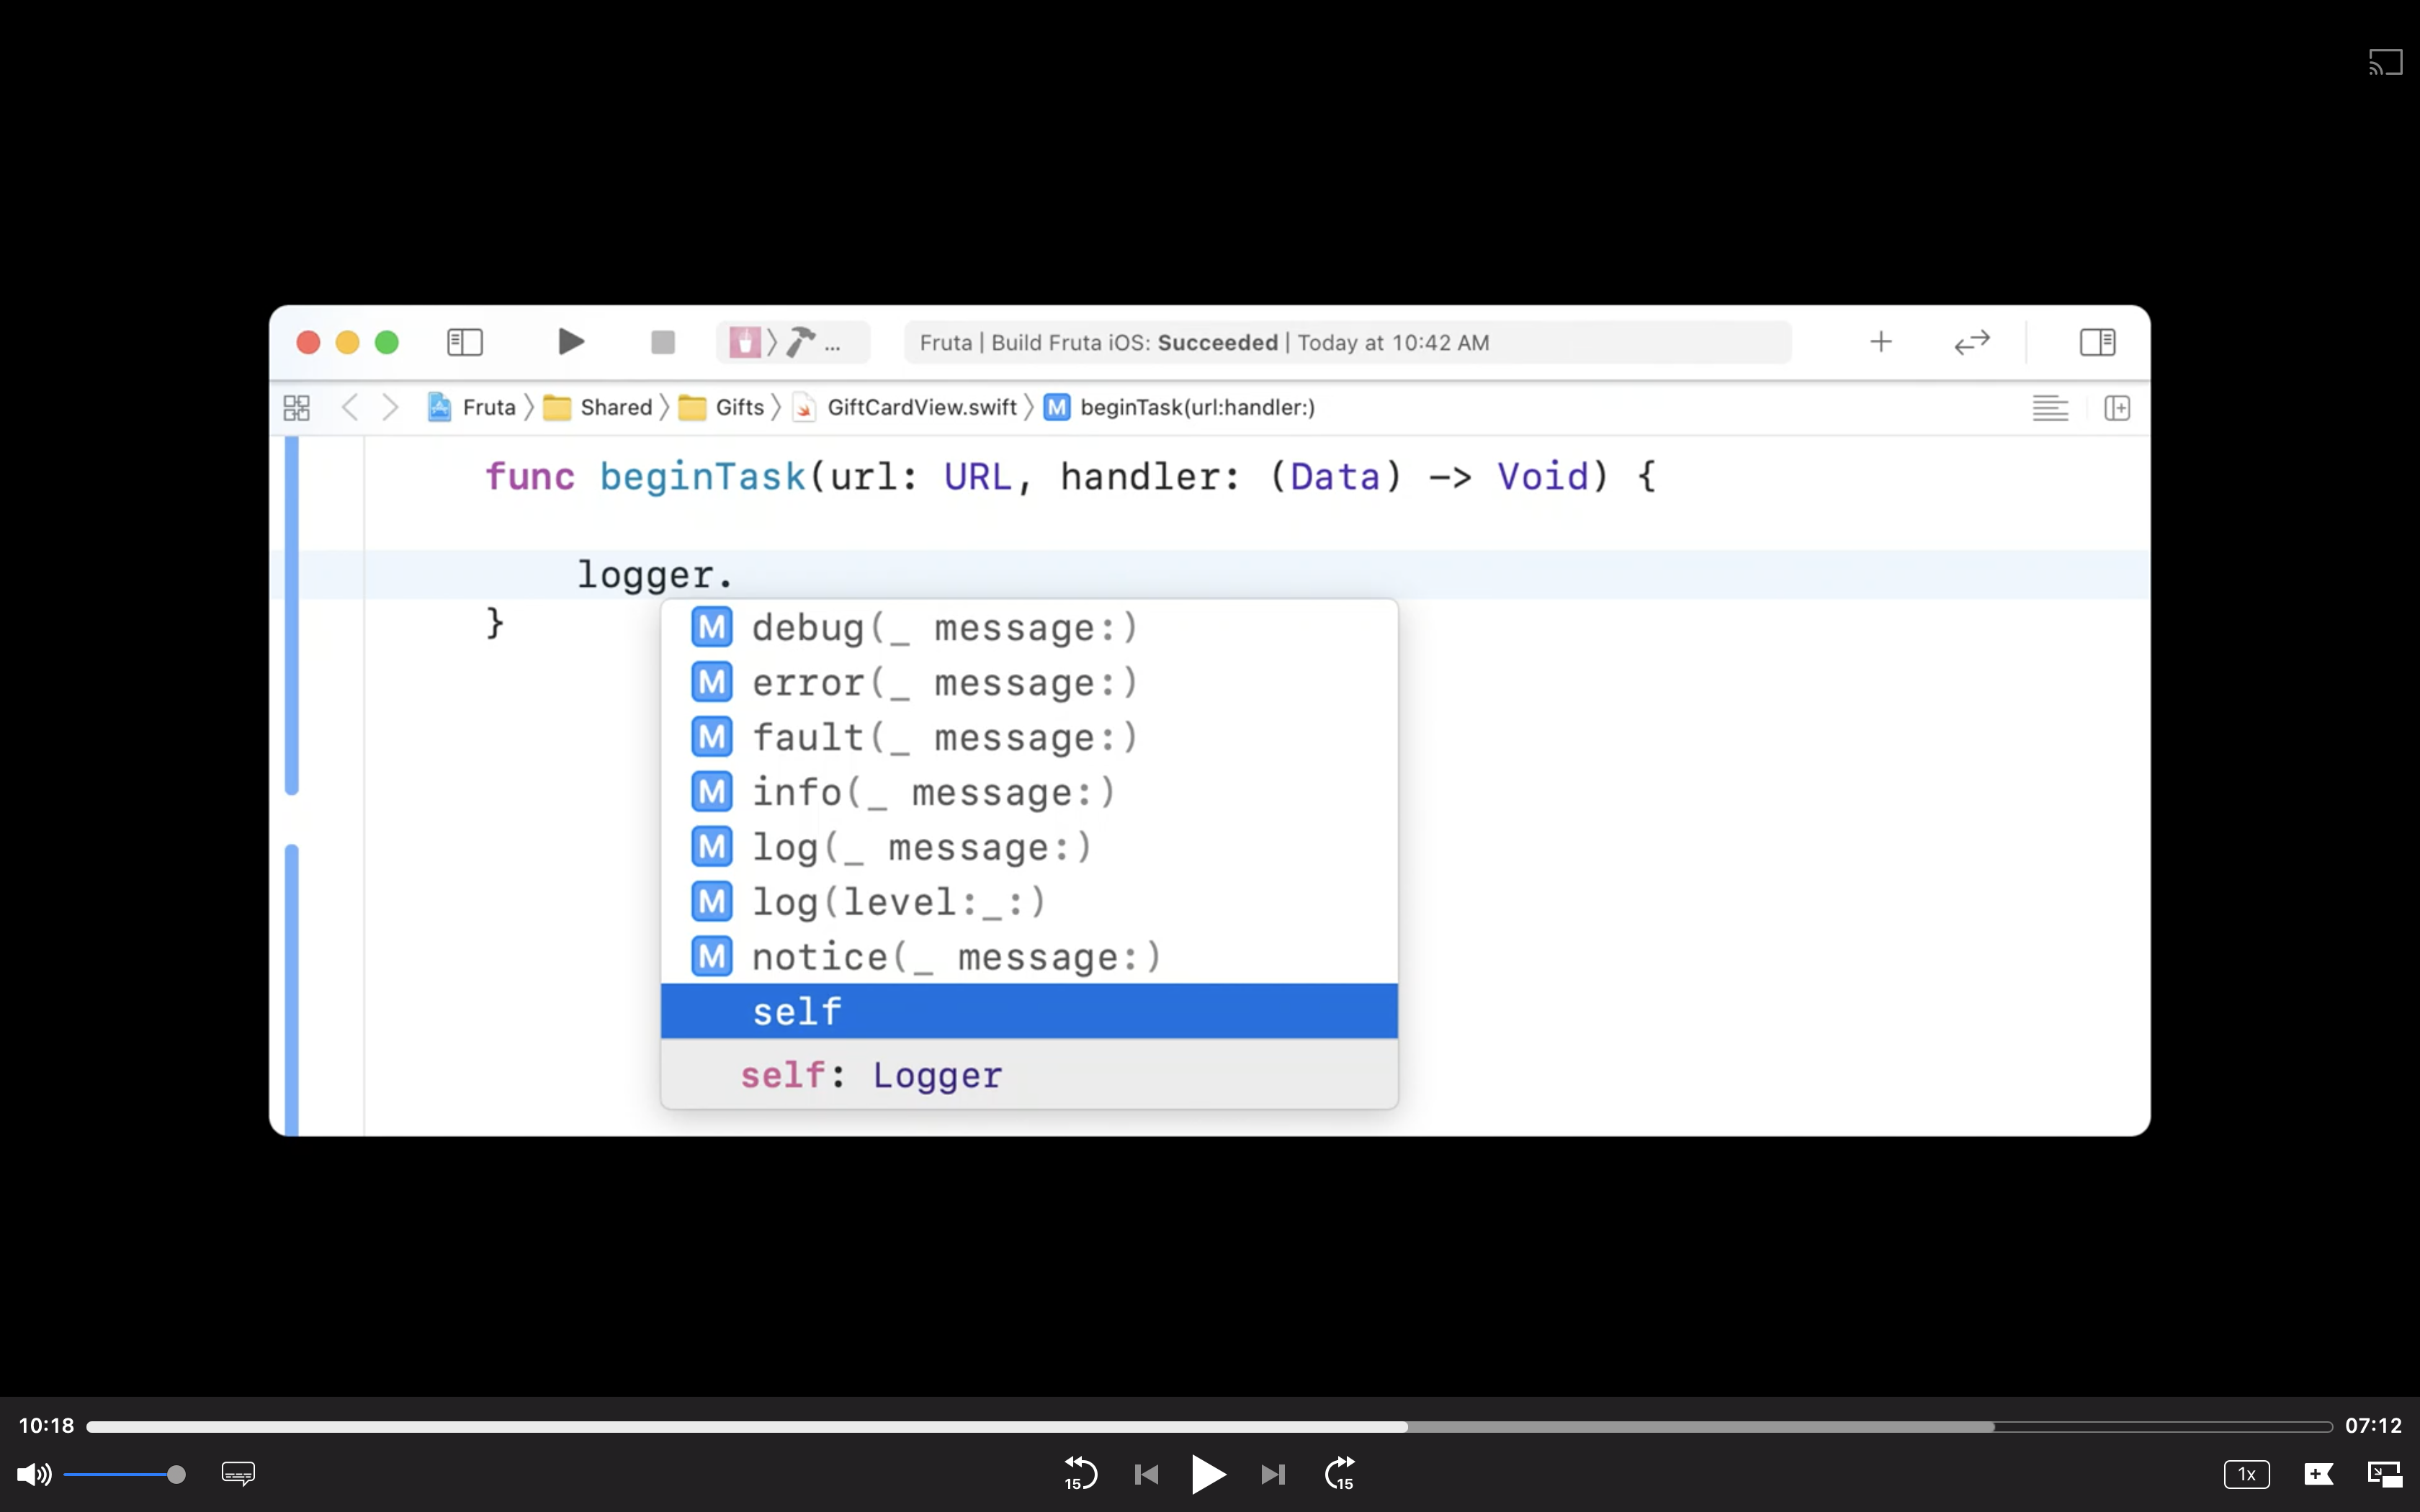 ...
Fruta | Build Fruta iOS: Succeeded | Today at 10:42 AM
Fruta Shared Gifts GiftCardView.swift M beginTask(url:handler:)
func beginTask(url: URL, handler: (Data) -> Void) {
logger.
}
M debug(_ message:)
M error(_ message:)
M fault(_ message:)
M info(_ message:)
M log(_ message:)
M log(level:_:)
M notice(_ message:)
self
self: Logger
10:18
07:12
15
15
1x